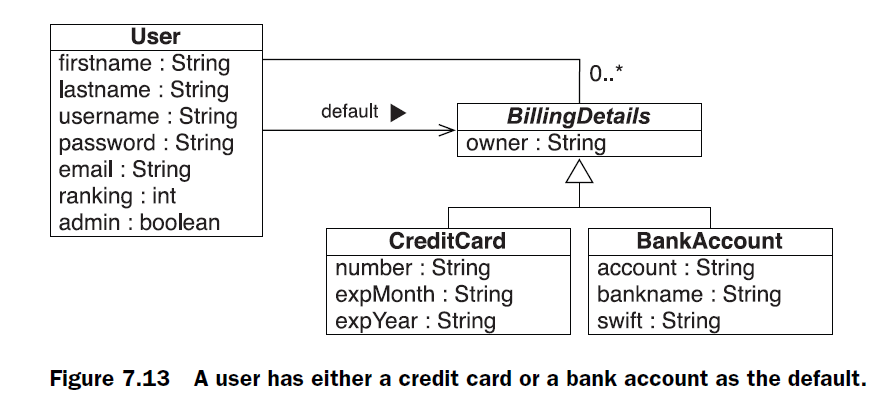 User
firstname : String
lastname : String
username : String
password : String
email : String
ranking : int
admin : boolean
0..*
default
BillingDetails
owner : String
CreditCard
number : String
expMonth : String
expYear : String
BankAccount
account : String
bankname : String
swift : String
Figure 7.13 A user has either a credit card or a bank account as the default.